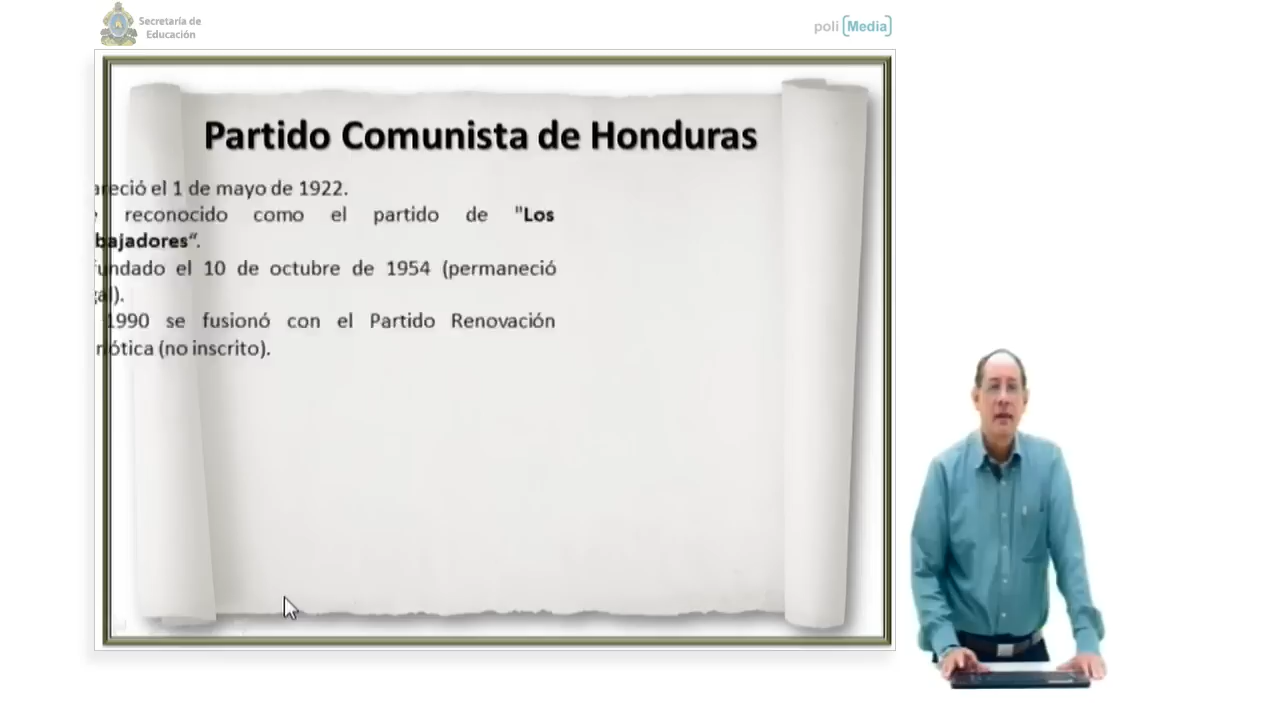 Secretaría de
Educación
poli [Media]
Partido Comunista de Honduras
el 1 de mayo de 1922.
reconocido como el partido de "Los
bajadores“.
fundado el 10 de octubre de 1954 (permaneció
1990 se fusionó con el Partido Renovación
(no inscrito).